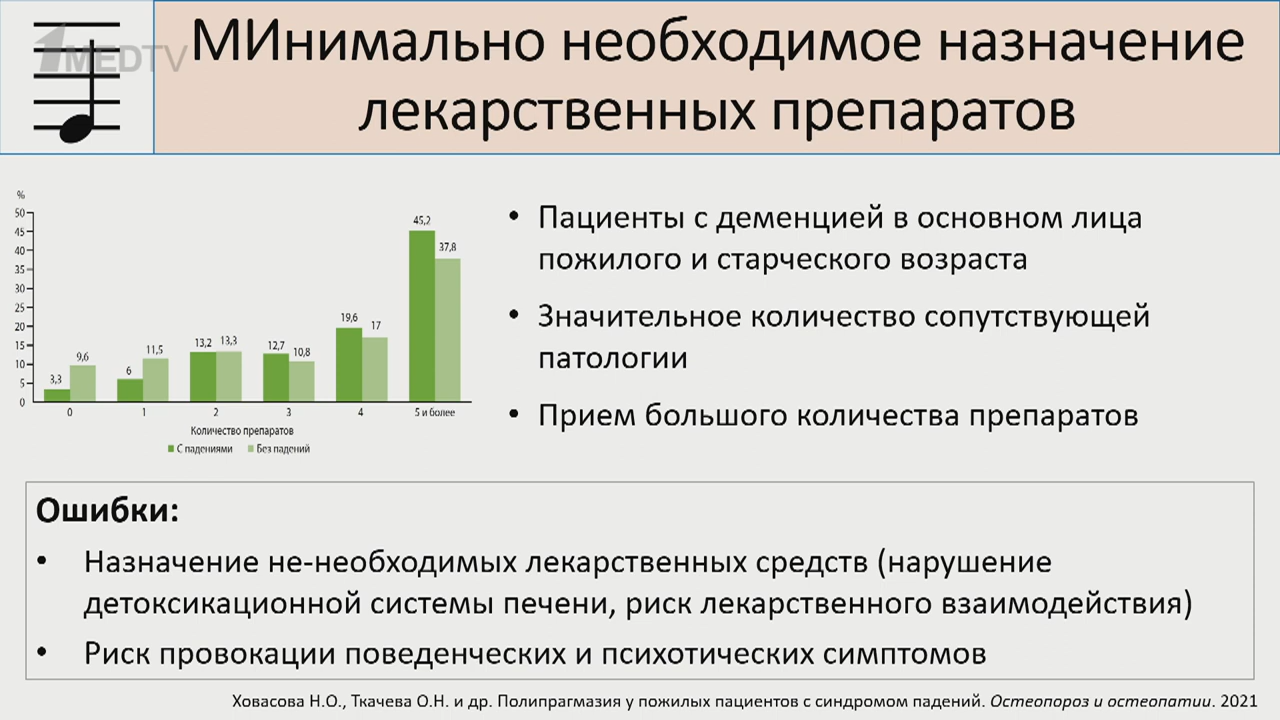 1MEDTV
МИнимально необходимое назначение
лекарственных препаратов
%
50
45
40
35
30
25
20
15
10
5
0
3,3
9,6
6
11,5
13,2
13,3
12,7
10,8
19,6
17
45,2
37,8
0
1
2
3
4
5 и более
Количество препаратов
С падениями
Без падений
• Пациенты с деменцией в основном лица
пожилого и старческого возраста
• Значительное количество сопутствующей
патологии
• Прием большого количества препаратов
Ошибки:
• Назначение не-необходимых лекарственных средств (нарушение
детоксикационной системы печени, риск лекарственного взаимодействия)
• Риск провокации поведенческих и психотических симптомов
Ховасова Н.О., Ткачева О.Н. и др. Полипрагмазия у пожилых пациентов с синдромом падений. Остеопороз и остеопатии. 2021